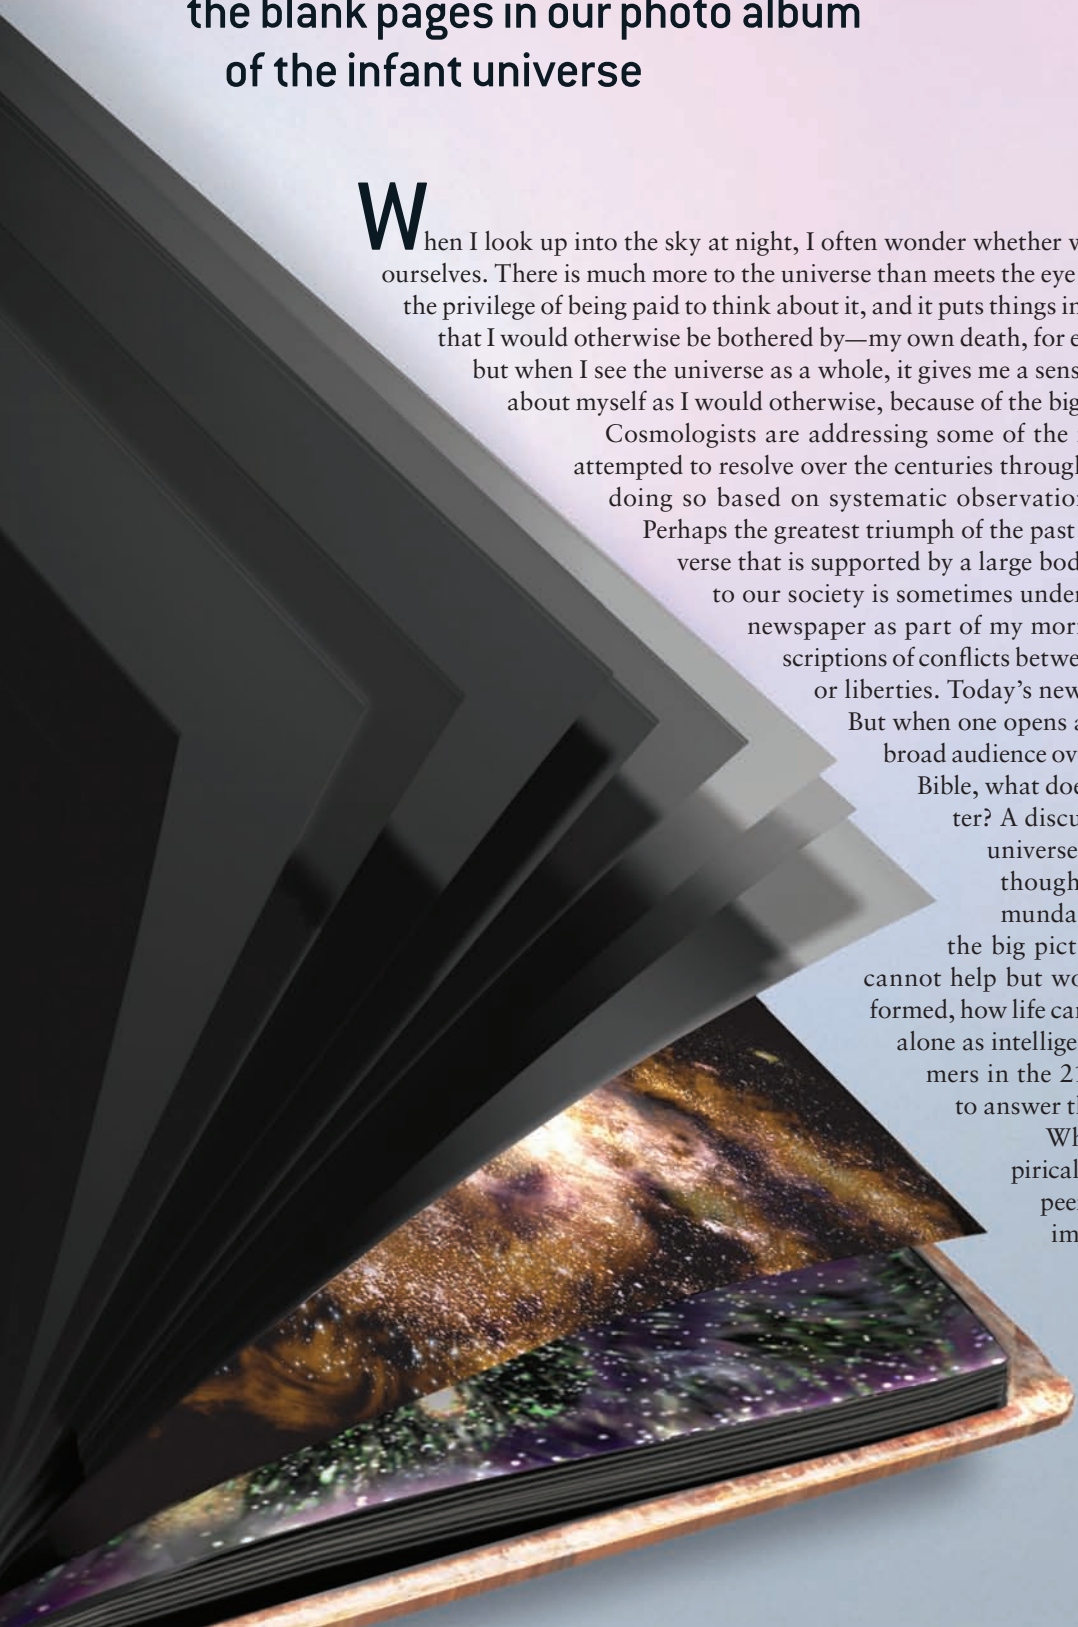 the blank pages in our photo album
of the infant universe
When I look up into the sky at night, I often wonder whether
ourselves. There is much more to the universe than meets the eye
the privilege of being paid to think about it, and it puts things in
that I would otherwise be bothered by—my own death, for
but when I see the universe as a whole, it gives me a sens
about myself as I would otherwise, because of the big
Cosmologists are addressing some of the
attempted to resolve over the centuries through
doing so based on systematic observatio
Perhaps the greatest triumph of the past
verse that is supported by a large bod
to our society is sometimes under
newspaper as part of my mor
scriptions of conflicts betwe
or liberties. Today’s new
But when one opens a
broad audience ov
Bible, what doe
ter? A discu
universe
though
munda
the big pict
cannot help but wo
formed, how life can
alone as intellige
mers in the 21
to answer th
Wh
pirical
pee
im